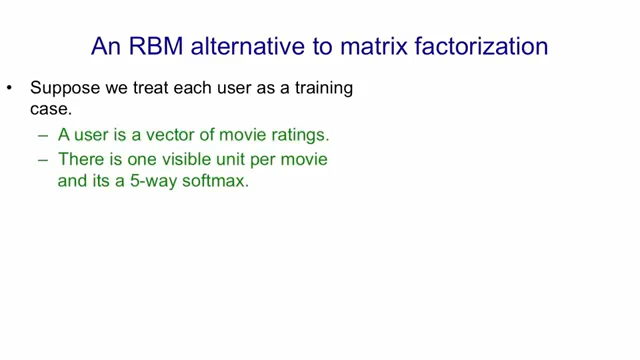 An RBM alternative to matrix factorization
• Suppose we treat each user as a training
case.
– A user is a vector of movie ratings.
– There is one visible unit per movie
and its a 5-way softmax.